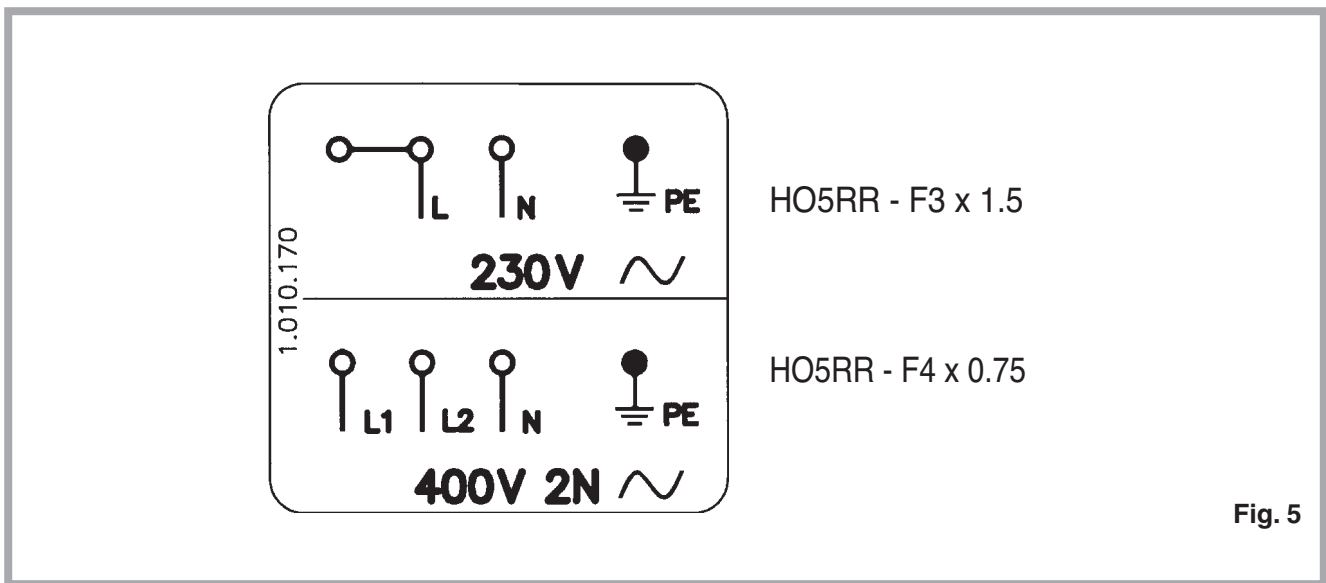 L N PE
HO5RR - F3 x 1.5
230V
1.010.170
L1 L2 N PE
HO5RR - F4 x 0.75
400V 2N
Fig. 5